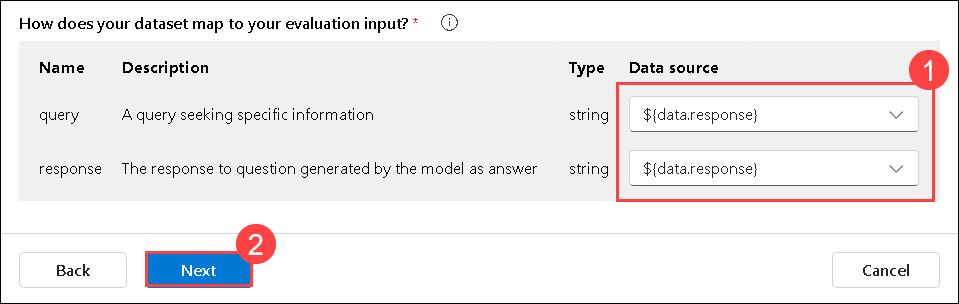 How does your dataset map to your evaluation input? *
Name Description Type Data source
1
query A query seeking specific information string ${data.response}
response The response to question generated by the model as answer string ${data.response}
2
Back Next Cancel